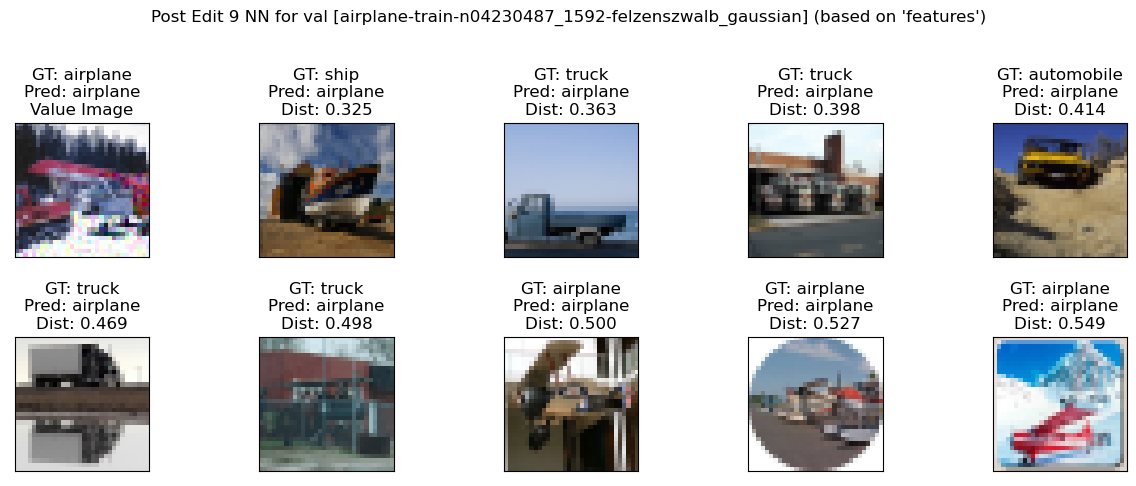 Post Edit 9 NN for val [airplane-train-n04230487_1592-felzenszwalb_gaussian] (based on 'features')
GT: airplane
Pred: airplane
Value Image
GT: ship
Pred: airplane
Dist: 0.325
GT: truck
Pred: airplane
Dist: 0.363
GT: truck
Pred: airplane
Dist: 0.398
GT: automobile
Pred: airplane
Dist: 0.414
GT: truck
Pred: airplane
Dist: 0.469
GT: truck
Pred: airplane
Dist: 0.498
GT: airplane
Pred: airplane
Dist: 0.500
GT: airplane
Pred: airplane
Dist: 0.527
GT: airplane
Pred: airplane
Dist: 0.549